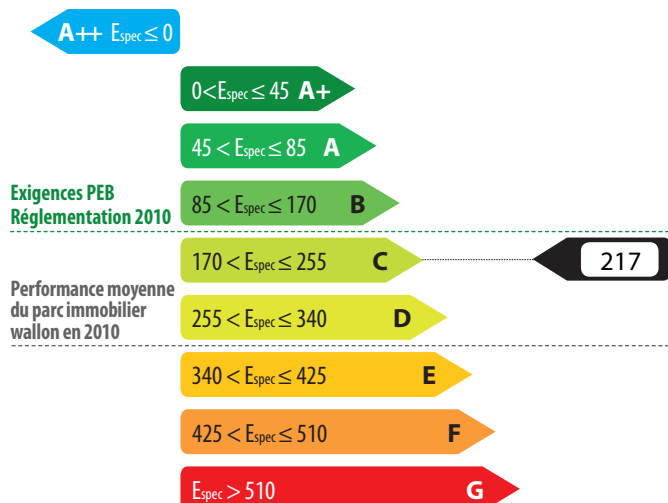 A++ Espec ≤ 0
0<Espec ≤ 45 A+
45 < Espec ≤ 85 A
Exigences PEB
Réglementation 2010
85 < Espec ≤ 170 B
170 < Espec ≤ 255 C
217
Performance moyenne
du parc immobilier
wallon en 2010
255 < Espec ≤ 340 D
340 < Espec ≤ 425 E
425 < Espec ≤ 510 F
Espec > 510 G